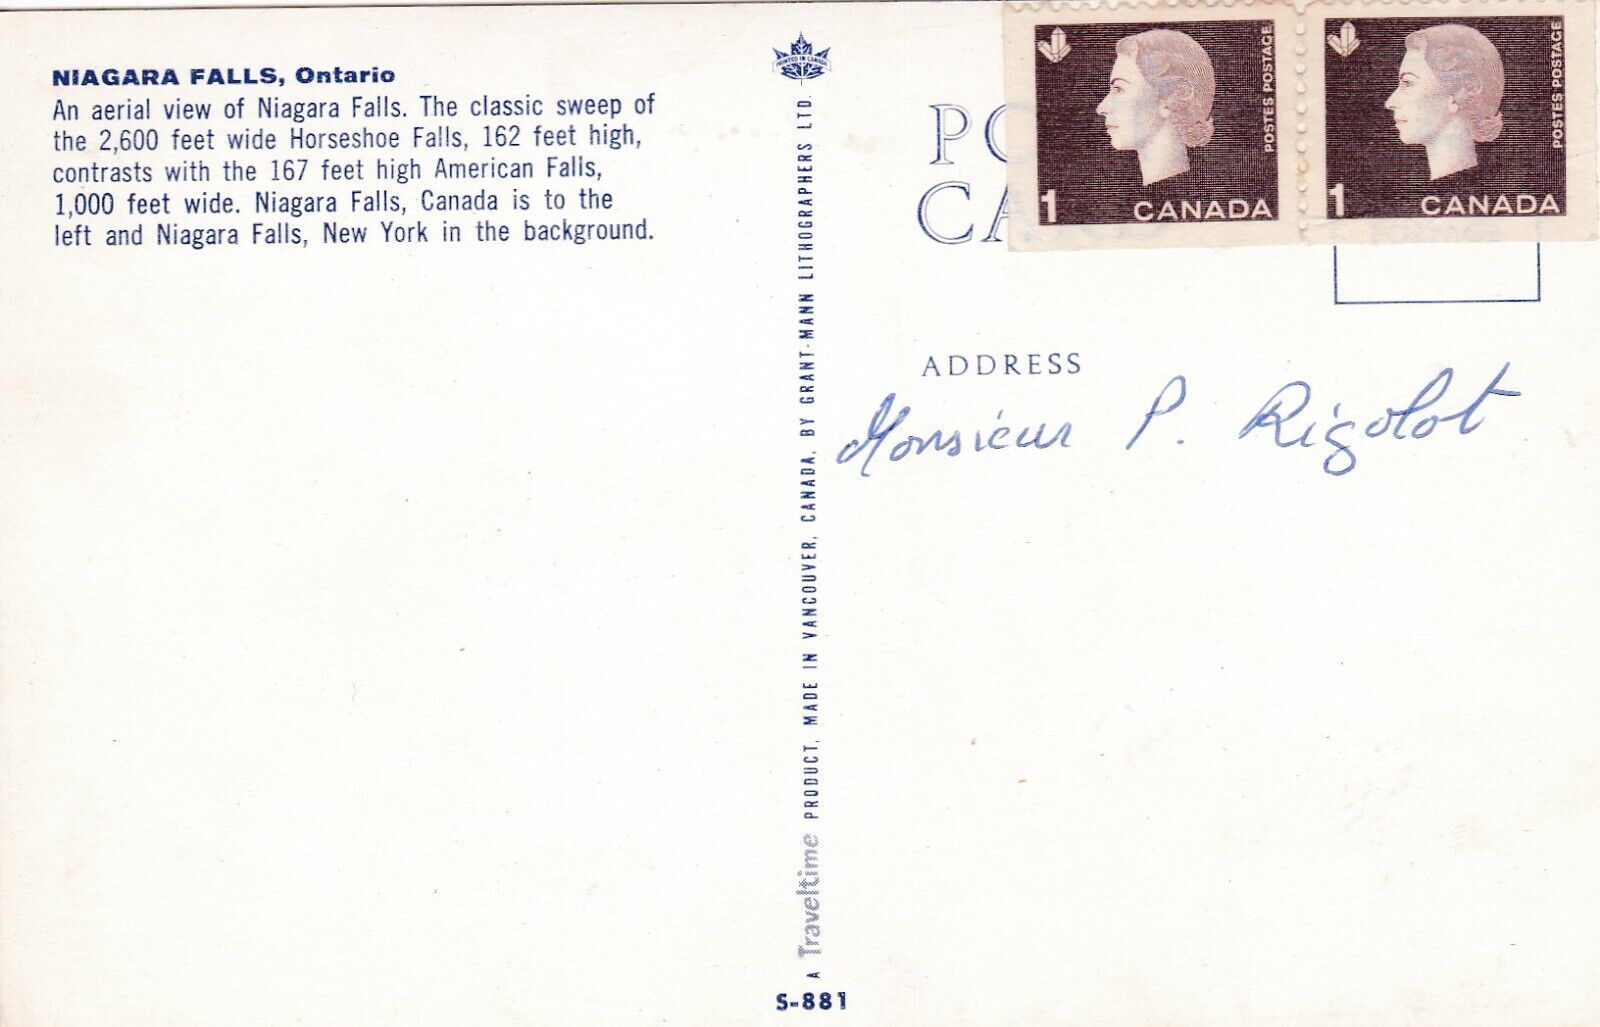 NIAGARA FALLS, Ontario
An aerial view of Niagara Falls. The classic sweep of
the 2,600 feet wide Horseshoe Falls, 162 feet high,
contrasts with the 167 feet high American Falls,
1,000 feet wide. Niagara Falls, Canada is to the
left and Niagara Falls, New York in the background.
PRINTED IN CANADA
A Traveltime PRODUCT, MADE IN VANCOUVER, CANADA, BY GRANT-MANN LITHOGRAPHERS LTD.
S-881
POSTES POSTAGE
1 CANADA
POSTES POSTAGE
1 CANADA
ADDRESS
Monsieur P. Rigolot